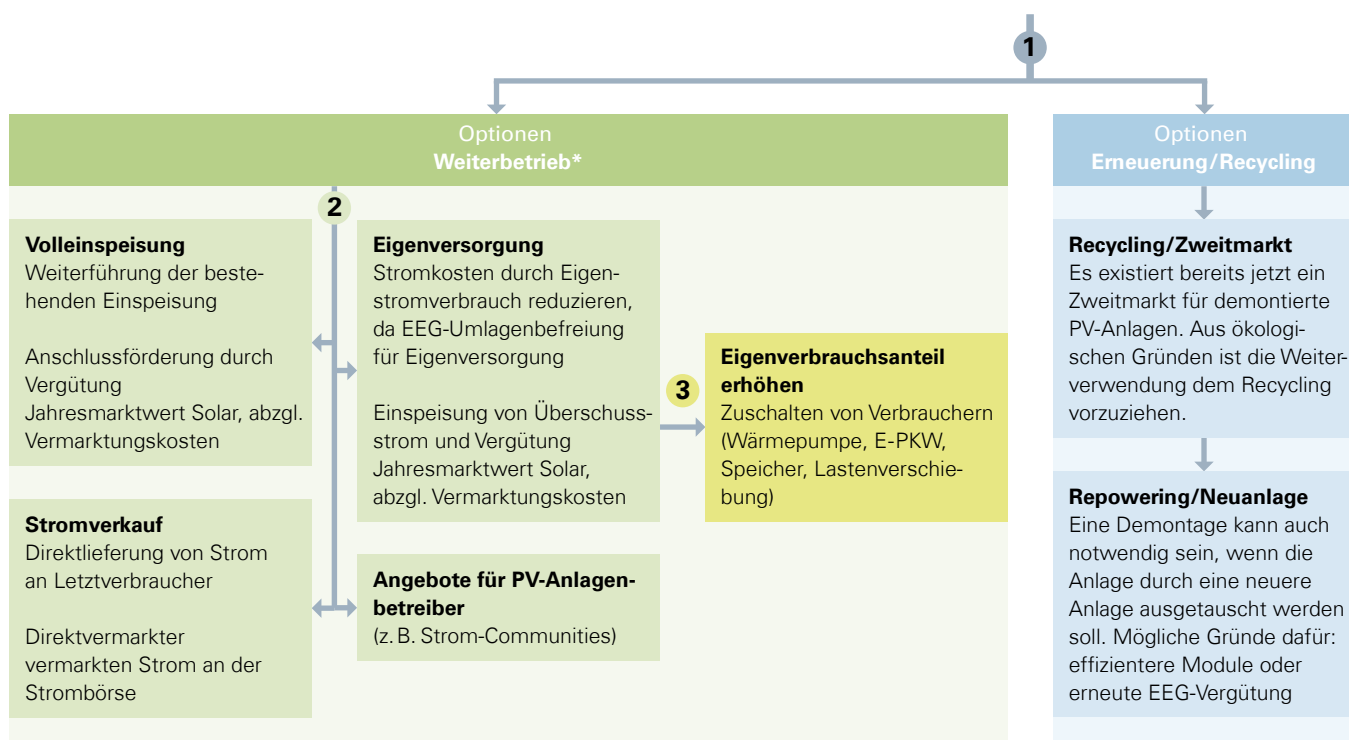 1
Optionen
Weiterbetrieb*
2
Volleinspeisung
Weiterführung der beste-
henden Einspeisung
Anschlussförderung durch
Vergütung
Jahresmarktwert Solar, abzgl.
Vermarktungskosten
Stromverkauf
Direktlieferung von Strom
an Letztverbraucher
Direktvermarkter
vermarkten Strom an der
Strombörse
Eigenversorgung
Stromkosten durch Eigen-
stromverbrauch reduzieren,
da EEG-Umlagenbefreiung
für Eigenversorgung
Einspeisung von Überschuss-
strom und Vergütung
Jahresmarktwert Solar,
abzgl. Vermarktungskosten
Angebote für PV-Anlagen-
betreiber
(z. B. Strom-Communities)
3
Eigenverbrauchsanteil
erhöhen
Zuschalten von Verbrauchern
(Wärmepumpe, E-PKW,
Speicher, Lastenverschie-
bung)
Optionen
Erneuerung/Recycling
Recycling/Zweitmarkt
Es existiert bereits jetzt ein
Zweitmarkt für demontierte
PV-Anlagen. Aus ökologi-
schen Gründen ist die Weiter-
verwendung dem Recycling
vorzuziehen.
Repowering/Neuanlage
Eine Demontage kann auch
notwendig sein, wenn die
Anlage durch eine neuere
Anlage ausgetauscht werden
soll. Mögliche Gründe dafür:
effizientere Module oder
erneute EEG-Vergütung